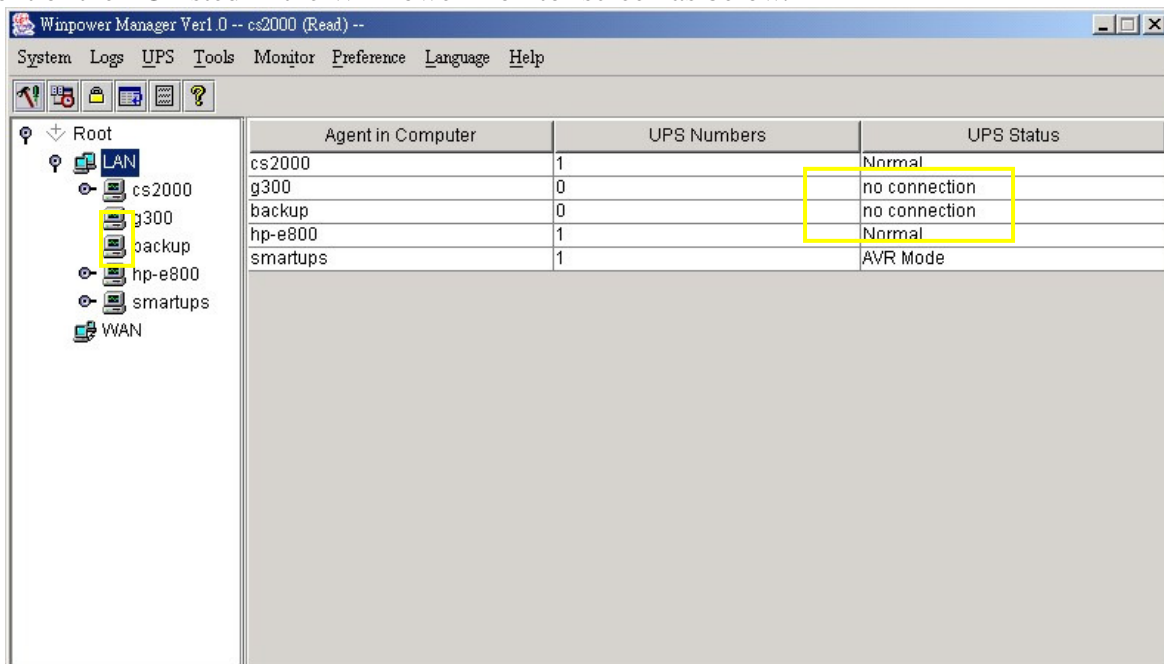 Winpower Manager Ver1.0 -- cs2000 (Read) --
System Logs UPS Tools Monitor Preference Language Help
Root
LAN
cs2000
g300
backup
hp-e800
smartups
WAN
Agent in Computer UPS Numbers UPS Status
cs2000 1 Normal
g300 0 no connection
backup 0 no connection
hp-e800 1 Normal
smartups 1 AVR Mode